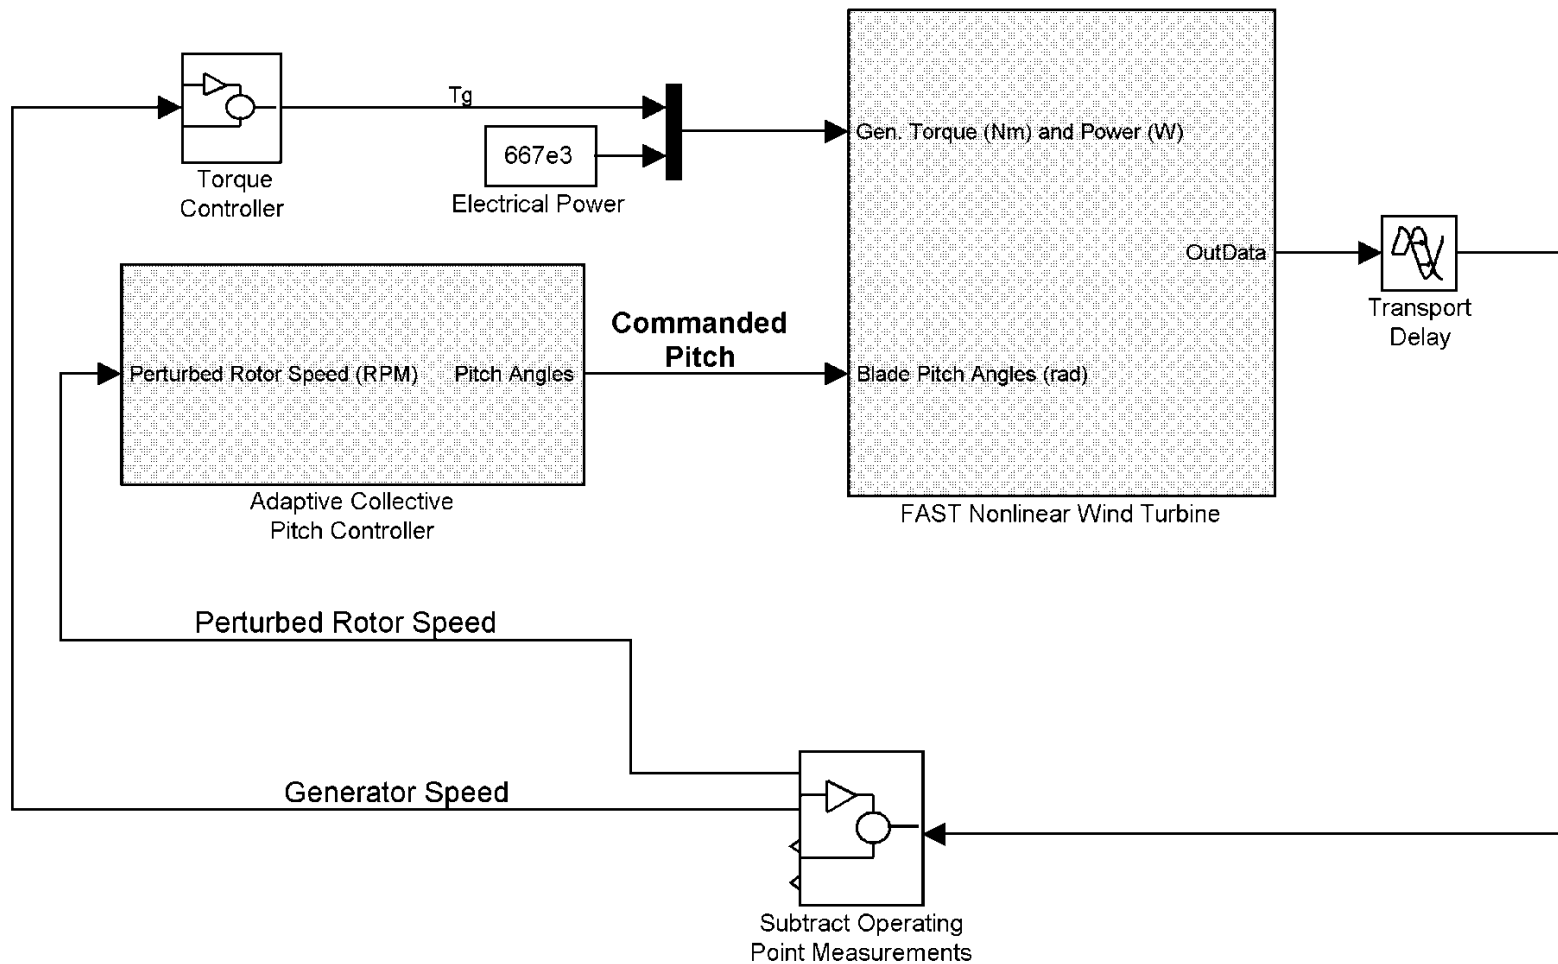 Tg
Gen. Torque (Nm) and Power (W)
667e3
Torque
Controller
Electrical Power
OutData
Transport
Delay
Commanded
Pitch
Perturbed Rotor Speed (RPM)
Pitch Angles
Blade Pitch Angles (rad)
Adaptive Collective
Pitch Controller
FAST Nonlinear Wind Turbine
Perturbed Rotor Speed
Generator Speed
Subtract Operating
Point Measurements